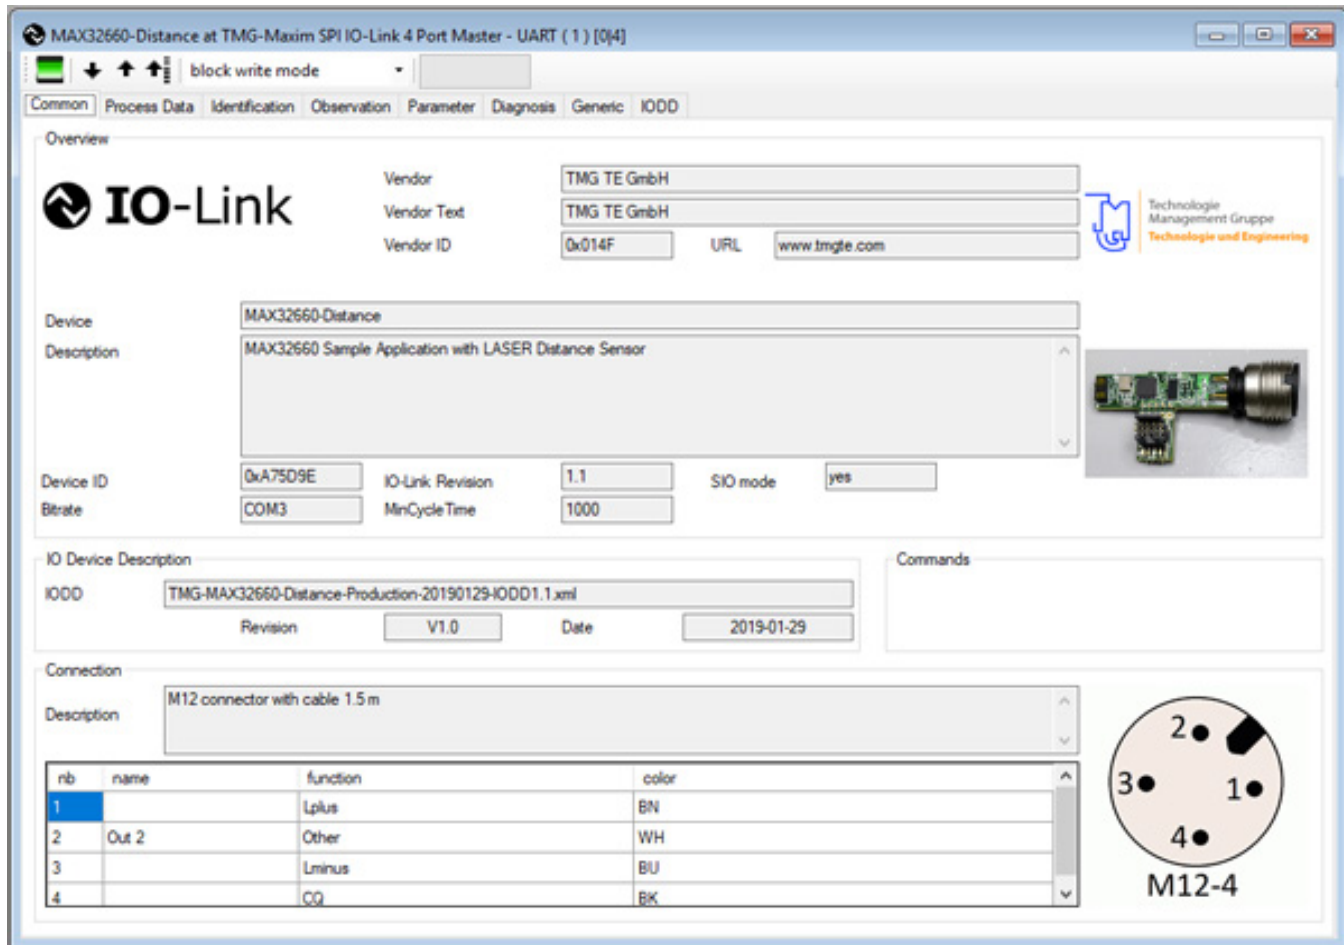 MAX32660-Distance at TMG-Maxim SPI IO-Link 4 Port Master - UART ( 1 ) [0|4]
block write mode
Common Process Data Identification Observation Parameter Diagnosis Generic IODD
Overview
IO-Link
Vendor TMG TE GmbH
Vendor Text TMG TE GmbH
Vendor ID 0x014F URL www.tmgte.com
Technologie
Management Gruppe
Technologie und Engineering
Device MAX32660-Distance
Description MAX32660 Sample Application with LASER Distance Sensor
Device ID 0xA75D9E IO-Link Revision 1.1 SIO mode yes
Bitrate COM3 MinCycleTime 1000
IO Device Description
IODD TMG-MAX32660-Distance-Production-20190129-IODD1.1.xml
Revision V1.0 Date 2019-01-29
Commands
Connection
Description M12 connector with cable 1.5 m
nb name function color
1 Lplus BN
2 Out 2 Other WH
3 Lminus BU
4 CQ BK
2
3 1
4
M12-4